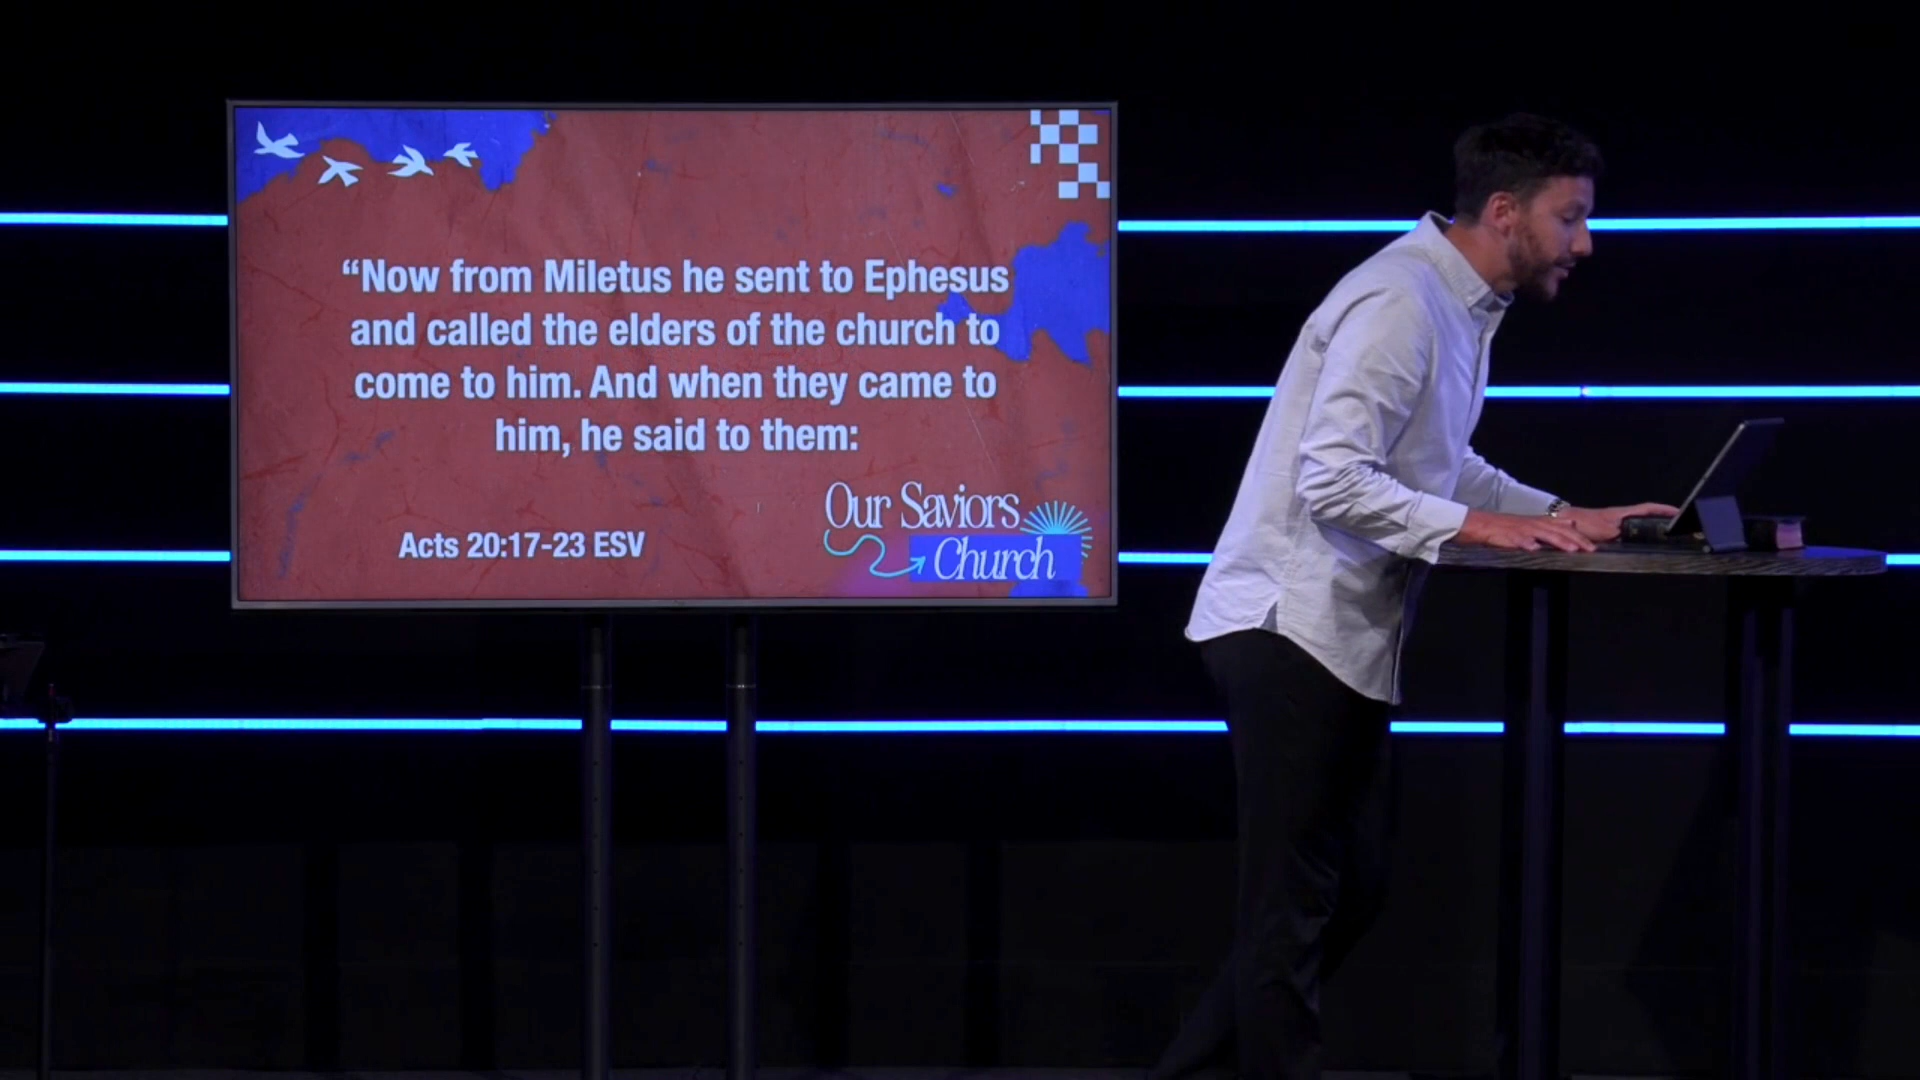 “Now from Miletus he sent to Ephesus
and called the elders of the church to
come to him. And when they came to
him, he said to them:
Acts 20:17-23 ESV
Our Saviors
Church